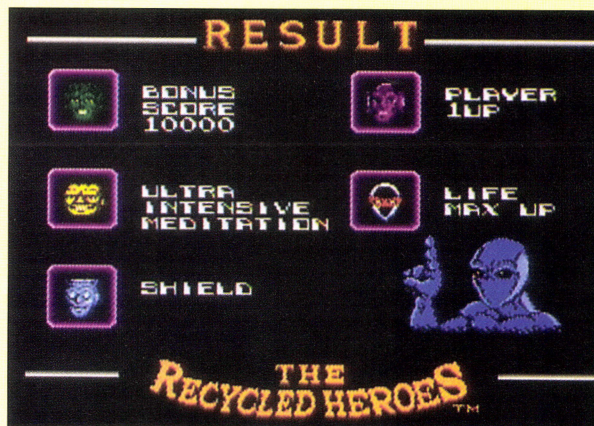 RESULT
BONUS
SCORE
10000
PLAYER
1UP
ULTRA
INTENSIVE
MEDITATION
LIFE
MAX UP
SHIELD
THE
RECYCLED HEROES
TM